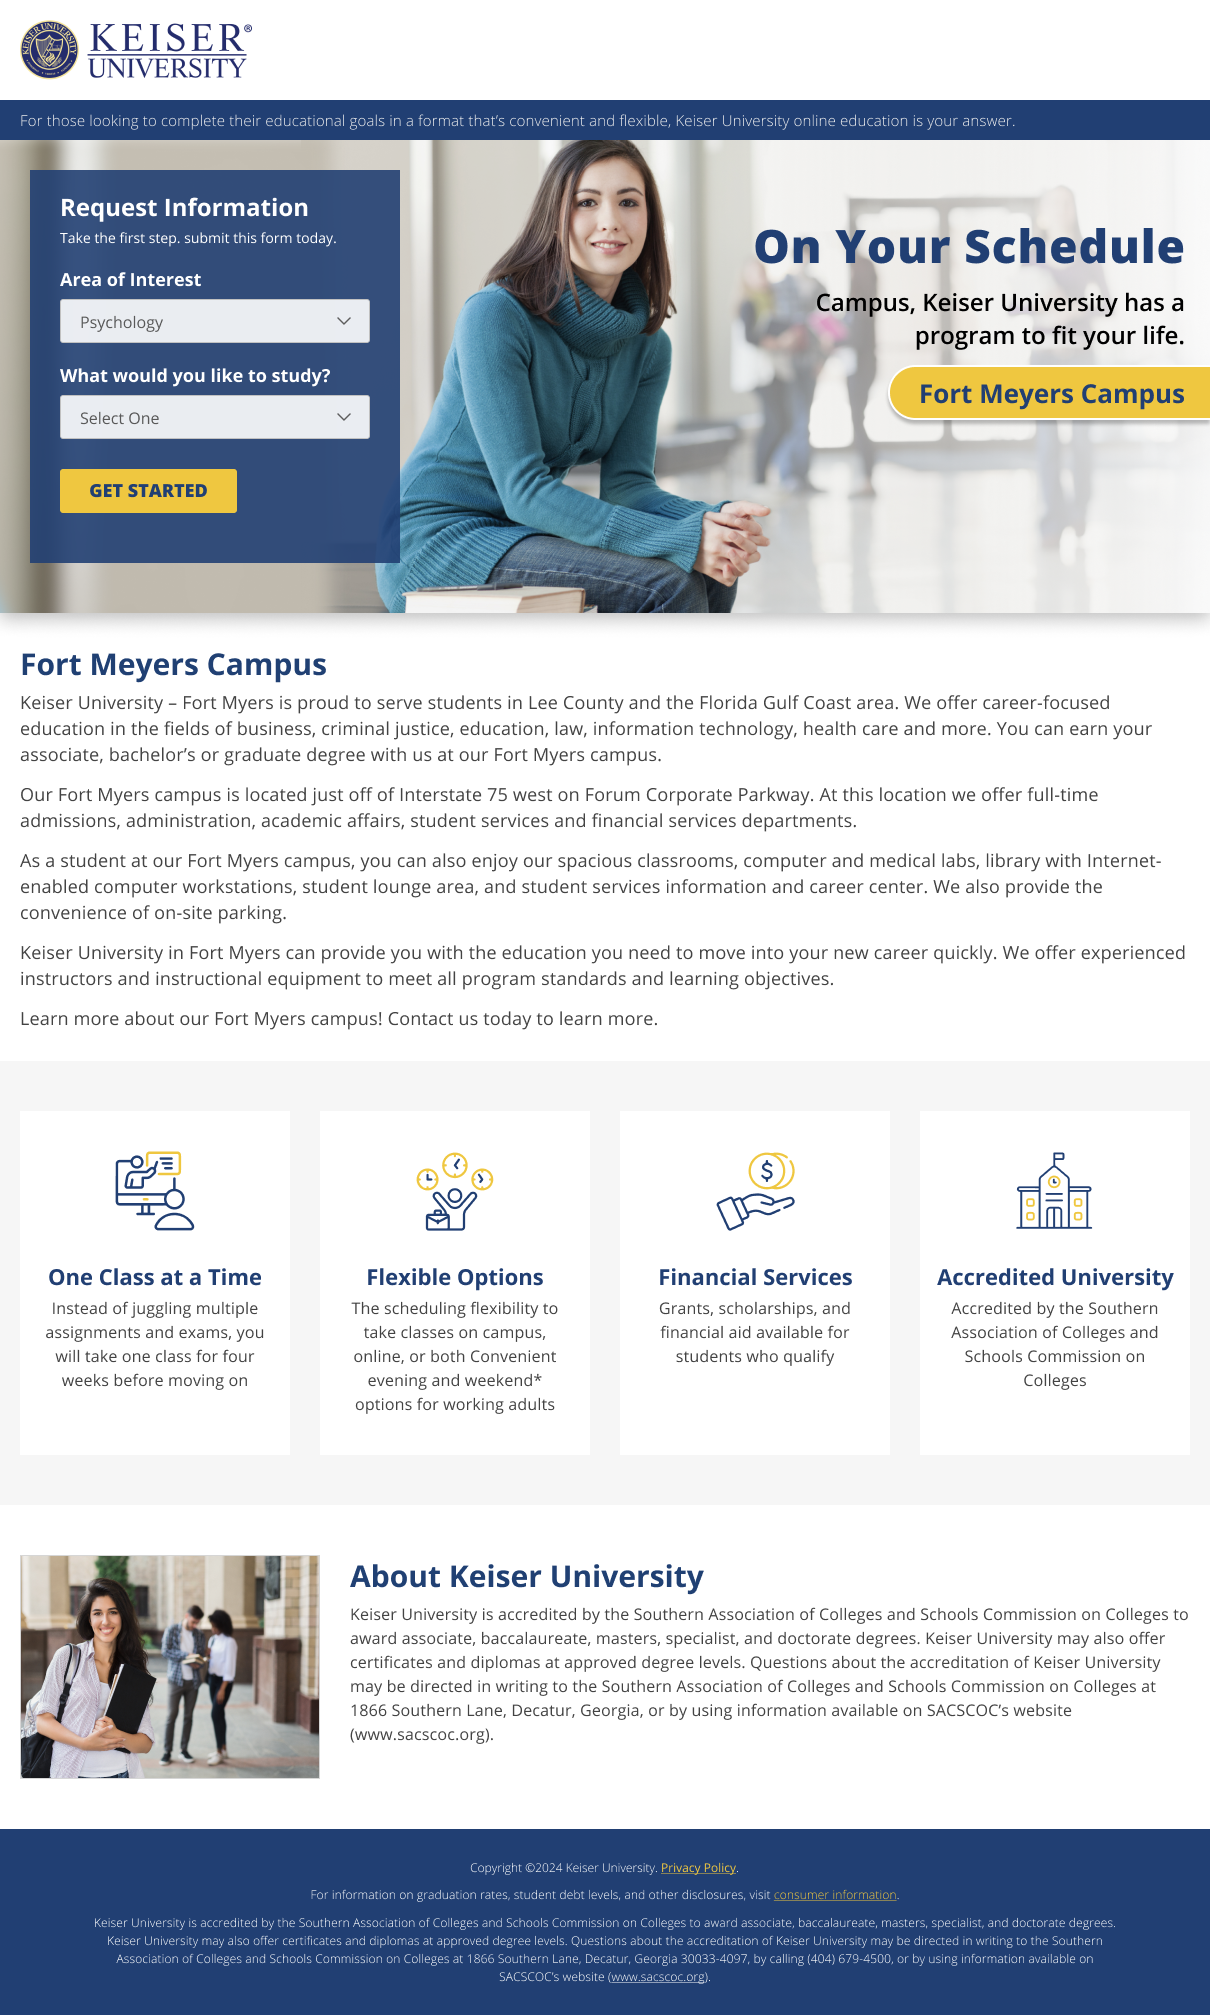 KEISER®
UNIVERSITY
For those looking to complete their educational goals in a format that's convenient and flexible, Keiser University online education is your answer.
Request Information
Take the first step. submit this form today.
Area of Interest
Psychology
What would you like to study?
Select One
GET STARTED
On Your Schedule
Campus, Keiser University has a
program to fit your life.
Fort Meyers Campus
Fort Meyers Campus
Keiser University – Fort Myers is proud to serve students in Lee County and the Florida Gulf Coast area. We offer career-focused
education in the fields of business, criminal justice, education, law, information technology, health care and more. You can earn your
associate, bachelor's or graduate degree with us at our Fort Myers campus.
Our Fort Myers campus is located just off of Interstate 75 west on Forum Corporate Parkway. At this location we offer full-time
admissions, administration, academic affairs, student services and financial services departments.
As a student at our Fort Myers campus, you can also enjoy our spacious classrooms, computer and medical labs, library with Internet-
enabled computer workstations, student lounge area, and student services information and career center. We also provide the
convenience of on-site parking.
Keiser University in Fort Myers can provide you with the education you need to move into your new career quickly. We offer experienced
instructors and instructional equipment to meet all program standards and learning objectives.
Learn more about our Fort Myers campus! Contact us today to learn more.
One Class at a Time
Instead of juggling multiple
assignments and exams, you
will take one class for four
weeks before moving on
Flexible Options
The scheduling flexibility to
take classes on campus,
online, or both Convenient
evening and weekend*
options for working adults
$
Financial Services
Grants, scholarships, and
financial aid available for
students who qualify
Accredited University
Accredited by the Southern
Association of Colleges and
Schools Commission on
Colleges
About Keiser University
Keiser University is accredited by the Southern Association of Colleges and Schools Commission on Colleges to
award associate, baccalaureate, masters, specialist, and doctorate degrees. Keiser University may also offer
certificates and diplomas at approved degree levels. Questions about the accreditation of Keiser University
may be directed in writing to the Southern Association of Colleges and Schools Commission on Colleges at
1866 Southern Lane, Decatur, Georgia, or by using information available on SACSCOC's website
(www.sacscoc.org).
Copyright ©2024 Keiser University. Privacy Policy.
For information on graduation rates, student debt levels, and other disclosures, visit consumer information.
Keiser University is accredited by the Southern Association of Colleges and Schools Commission on Colleges to award associate, baccalaureate, masters, specialist, and doctorate degrees.
Keiser University may also offer certificates and diplomas at approved degree levels. Questions about the accreditation of Keiser University may be directed in writing to the Southern
Association of Colleges and Schools Commission on Colleges at 1866 Southern Lane, Decatur, Georgia 30033-4097, by calling (404) 679-4500, or by using information available on
SACSCOC's website (www.sacscoc.org).